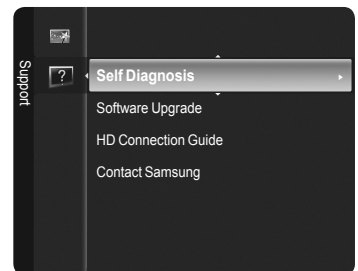 Support
?
Self Diagnosis
Software Upgrade
HD Connection Guide
Contact Samsung